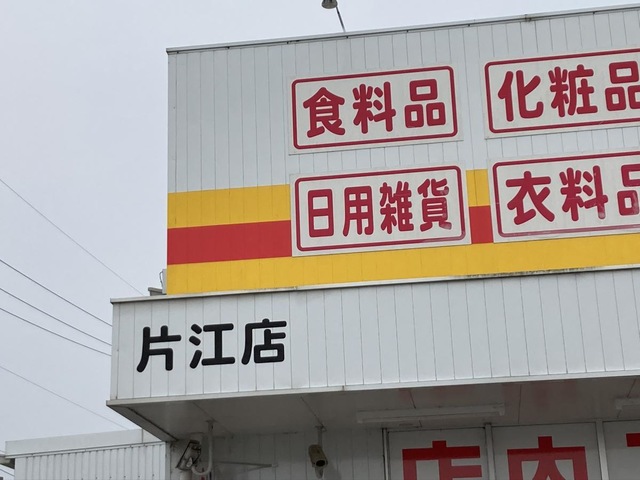 食料品
化粧品
日用雑貨
衣料品
片江店
店内